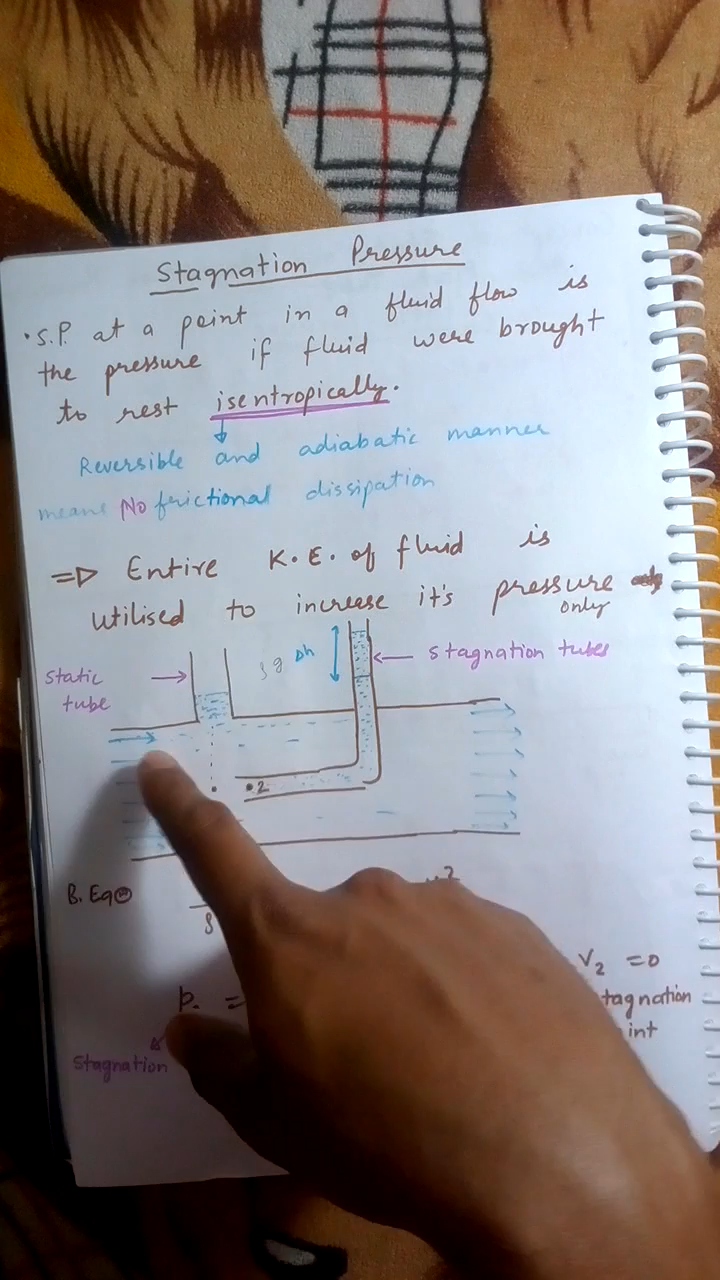 Stagnation Pressure
• S.P. at a point in a fluid flow is
the pressure if fluid were brought
to rest isentropically.
Reversible and adiabatic manner
means No frictional dissipation
=> Entire K.E. of fluid is
utilised to increase it's pressure
only
ρg Δh
Stagnation tubes
Static
tube
2
B. Eq
ρ
V₂ = 0
tagnation
int
Stagnation